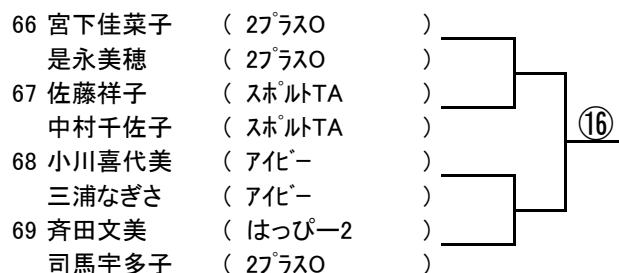 66 宮下佳菜子 ( 2プラスO )
是永美穂 ( 2プラスO )
67 佐藤祥子 ( スポルトTA )
中村千佐子 ( スポルトTA )
⑯
68 小川喜代美 ( アイビー )
三浦なぎさ ( アイビー )
69 斉田文美 ( はっぴー2 )
司馬宇多子 ( 2プラスO )